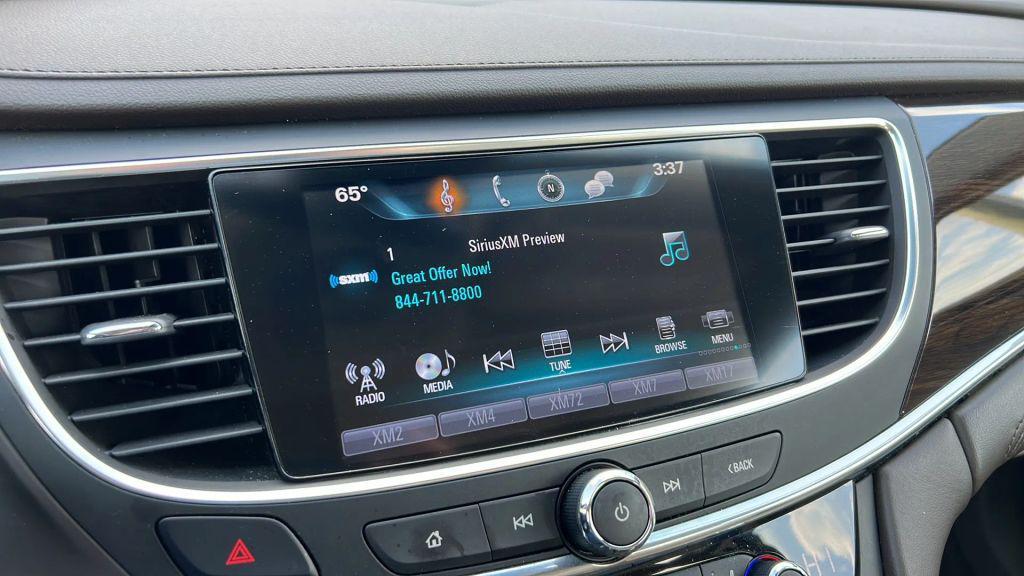 65°
N
3:37
1
SiriusXM Preview
sxm
Great Offer Now!
844-711-8800
RADIO
MEDIA
TUNE
BROWSE
MENU
XM2
XM4
XM72
XM7
XM17
BACK